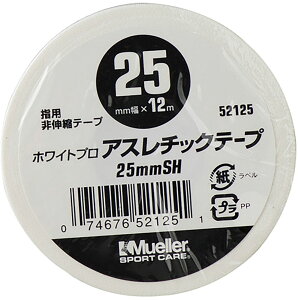 25
mm幅×12m
指用
非伸縮テープ
52125
ホワイトプロ アスレチックテープ
25mmSH
紙 ラベル
プラ PP
0 74676 52125 1
Mueller
SPORT CARE®